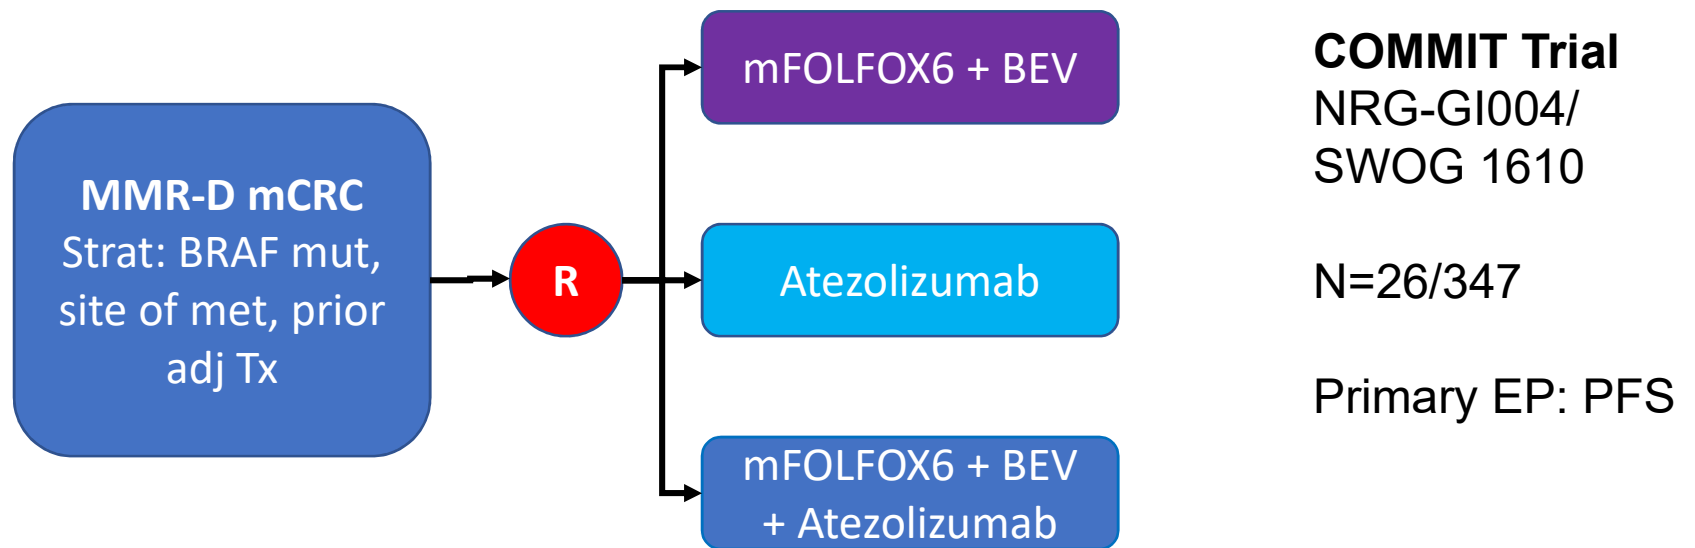 MMR-D mCRC
Strat: BRAF mut,
site of met, prior
adj Tx
R
mFOLFOX6 + BEV
Atezolizumab
mFOLFOX6 + BEV
+ Atezolizumab
COMMIT Trial
NRG-GI004/
SWOG 1610
N=26/347
Primary EP: PFS